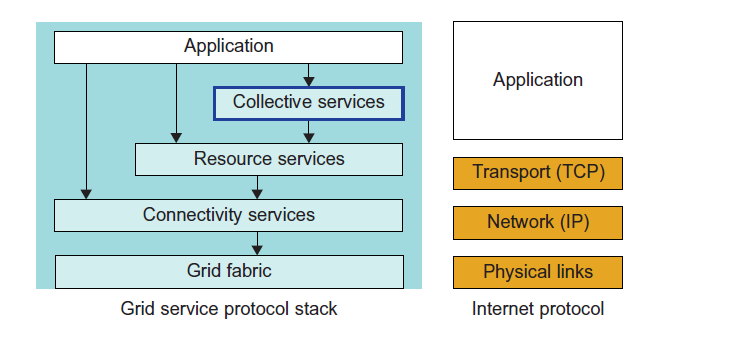 Application
Collective services
Resource services
Connectivity services
Grid fabric
Grid service protocol stack
Application
Transport (TCP)
Network (IP)
Physical links
Internet protocol